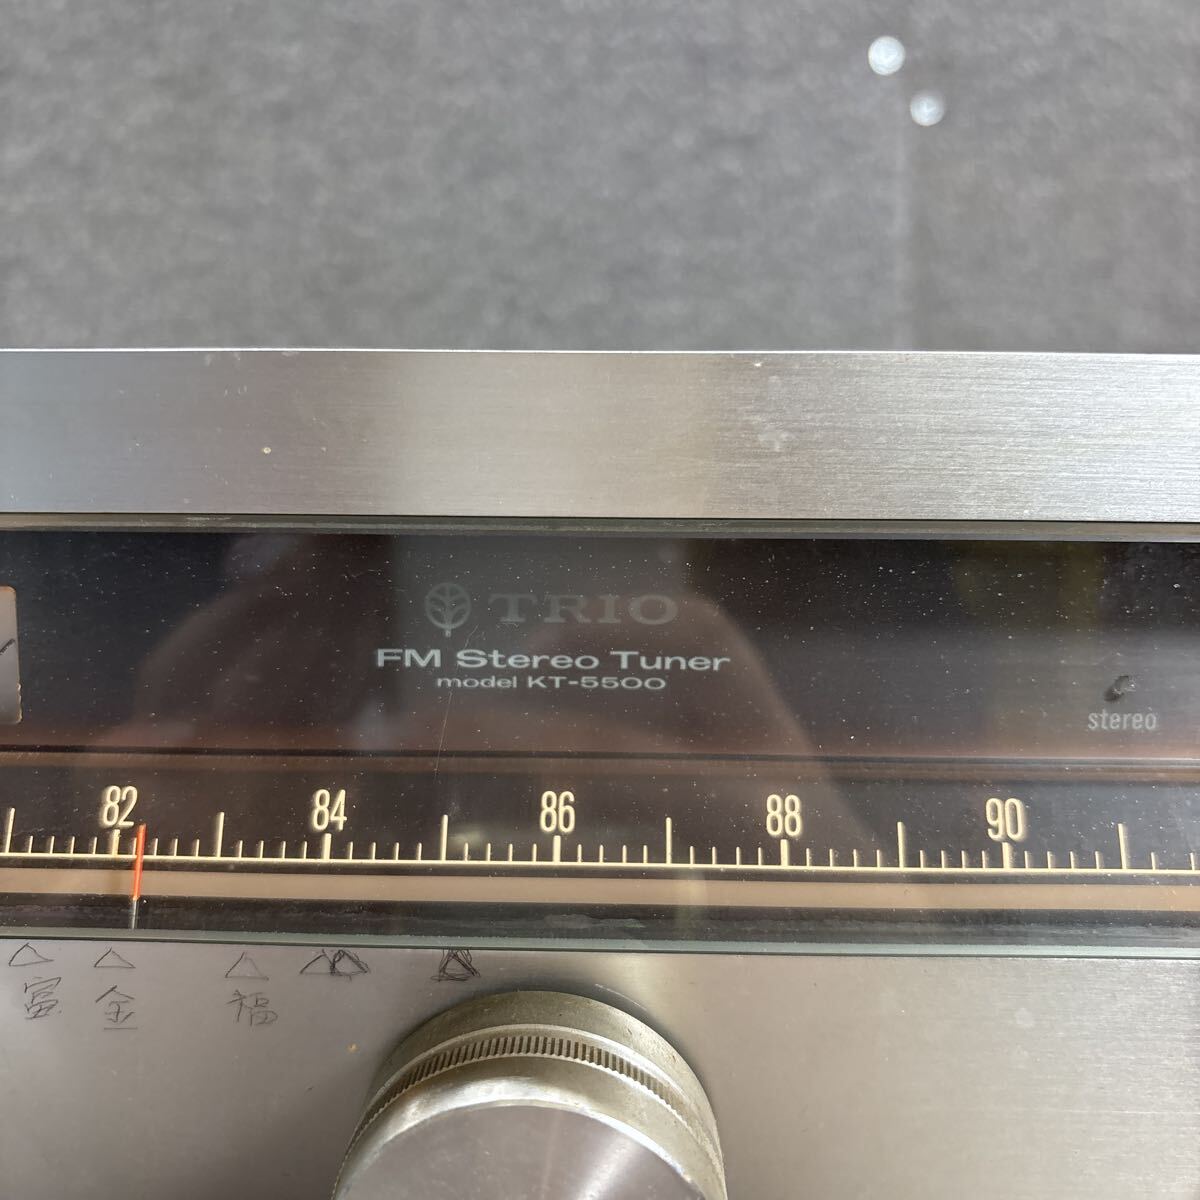 TRIO
FM Stereo Tuner
model KT-5500
stereo
82 84 86 88 90
富 金 福